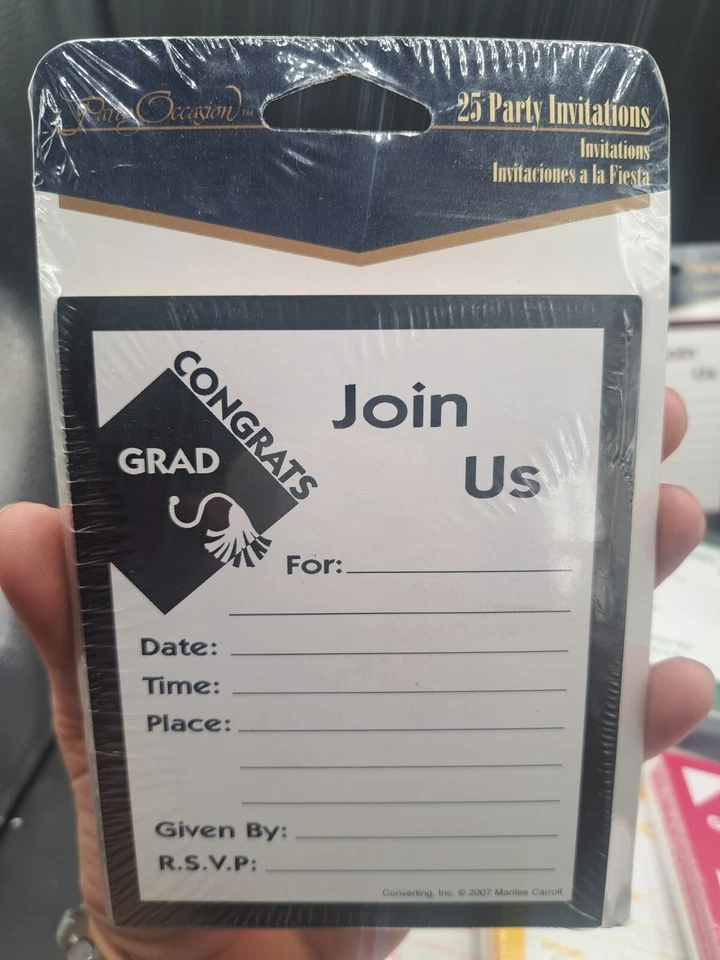 Party Occasion™
25 Party Invitations
Invitations
Invitaciones a la Fiesta
CONGRATS
GRAD
Join
Us
For:
Date:
Time:
Place:
Given By:
R.S.V.P:
Converting, Inc. © 2007 Marilee Carroll